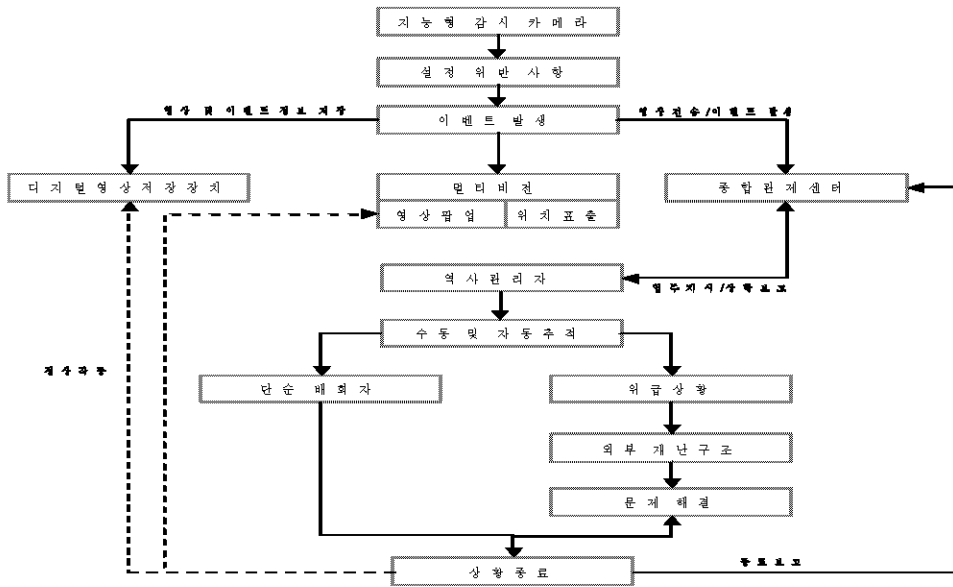 지능형감시 카메라
설정 위반 사항
영상 및 이벤트정보 저장
이벤트 발생
영상전송/이벤트 발생
디지털영상저장장치
멀티비전
종합관제센터
영상팝업
위치표출
역사관리자
업무지시/상황보고
수동 및 자동추적
정상작동
단순 배회자
위급상황
외부 재난구조
문제 해결
상황종료
종료보고